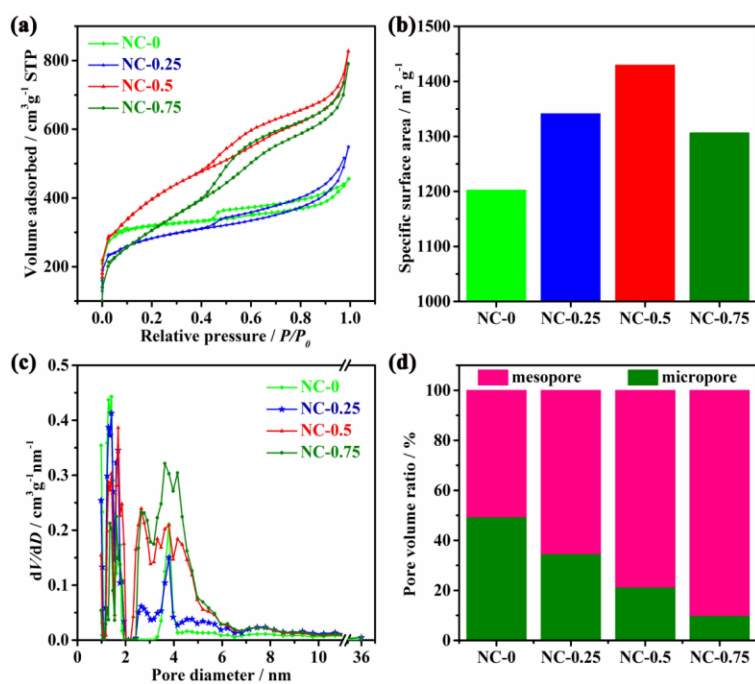 (a)
NC-0
NC-0.25
NC-0.5
NC-0.75
800
600
400
200
Volume adsorbed / cm³g⁻¹ STP
0.0 0.2 0.4 0.6 0.8 1.0
Relative pressure / P/P₀
(b)
1500
1400
1300
1200
1100
1000
Specific surface area / m² g⁻¹
NC-0 NC-0.25 NC-0.5 NC-0.75
(c)
NC-0
NC-0.25
NC-0.5
NC-0.75
0.5
0.4
0.3
0.2
0.1
0.0
dV/dD / cm³g⁻¹nm⁻¹
0 2 4 6 8 10 36
Pore diameter / nm
(d)
mesopore micropore
100
80
60
40
20
0
Pore volume ratio / %
NC-0 NC-0.25 NC-0.5 NC-0.75